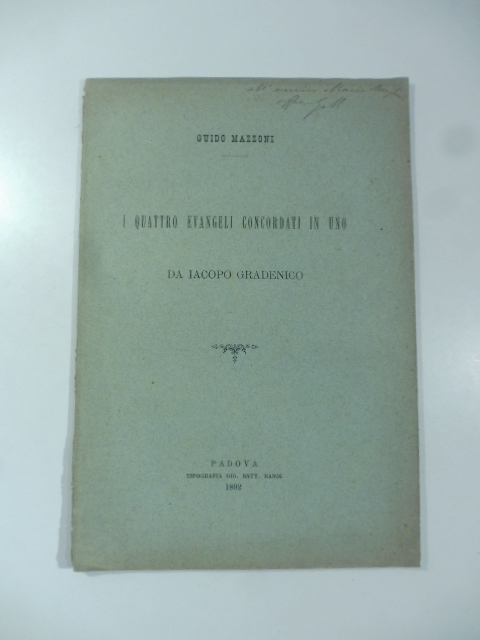 GUIDO MAZZONI
I QUATTRO EVANGELI CONCORDATI IN UNO
DA IACOPO GRADENICO
PADOVA
TIPOGRAFIA GIO. BATT. RANDI
1892